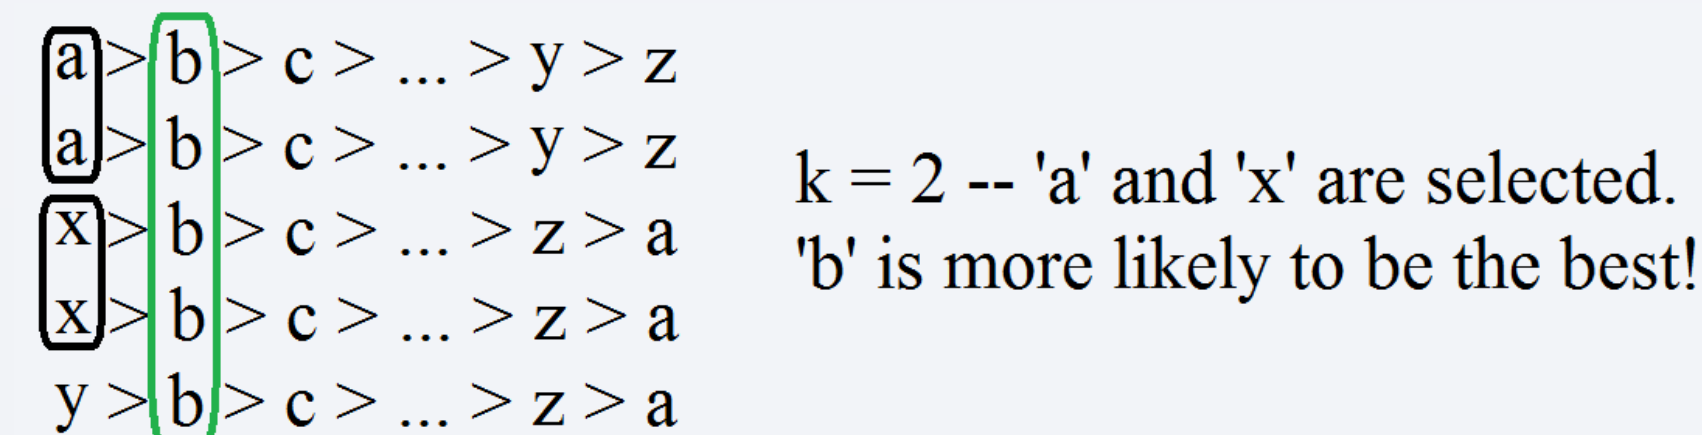 a > b > c > ... > y > z
a > b > c > ... > y > z
x > b > c > ... > z > a
x > b > c > ... > z > a
y > b > c > ... > z > a
k = 2 -- 'a' and 'x' are selected.
'b' is more likely to be the best!